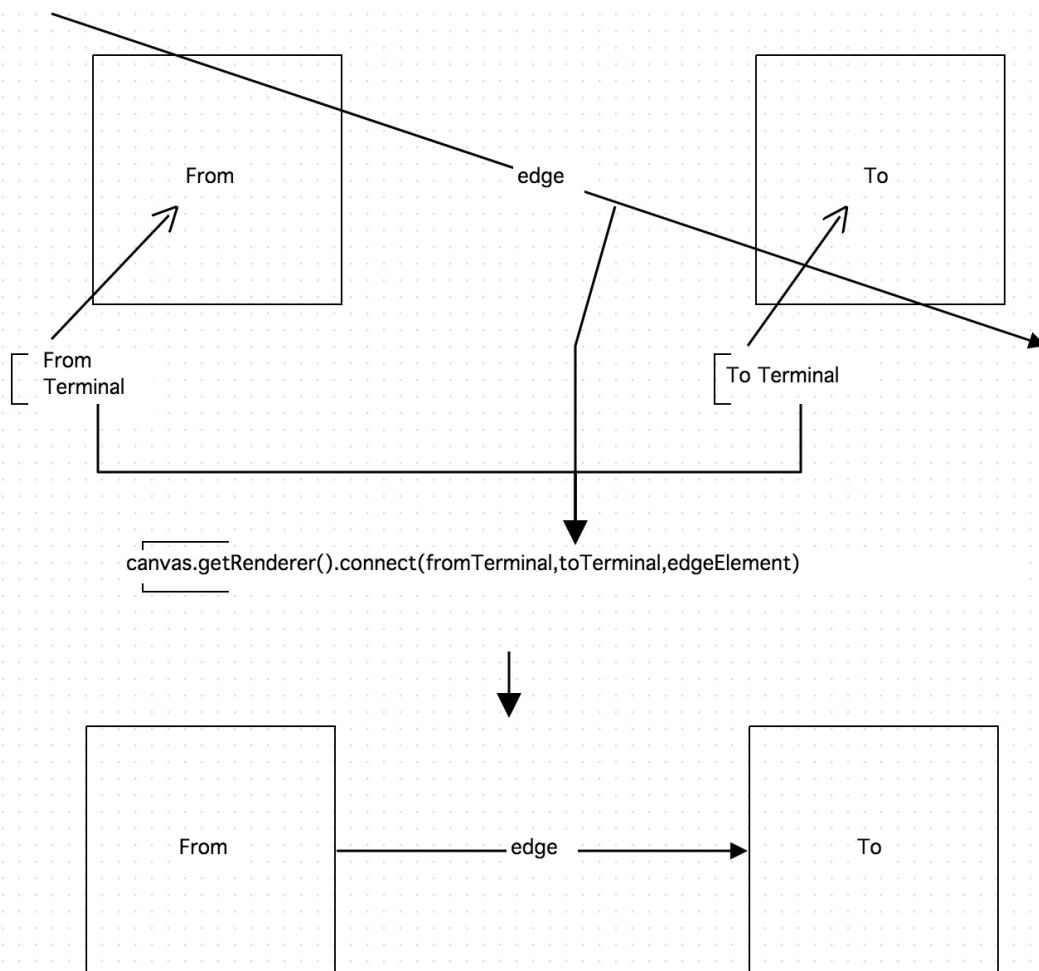 From
edge
To
From
Terminal
To Terminal
canvas.getRenderer().connect(fromTerminal,toTerminal,edgeElement)
From
edge
To